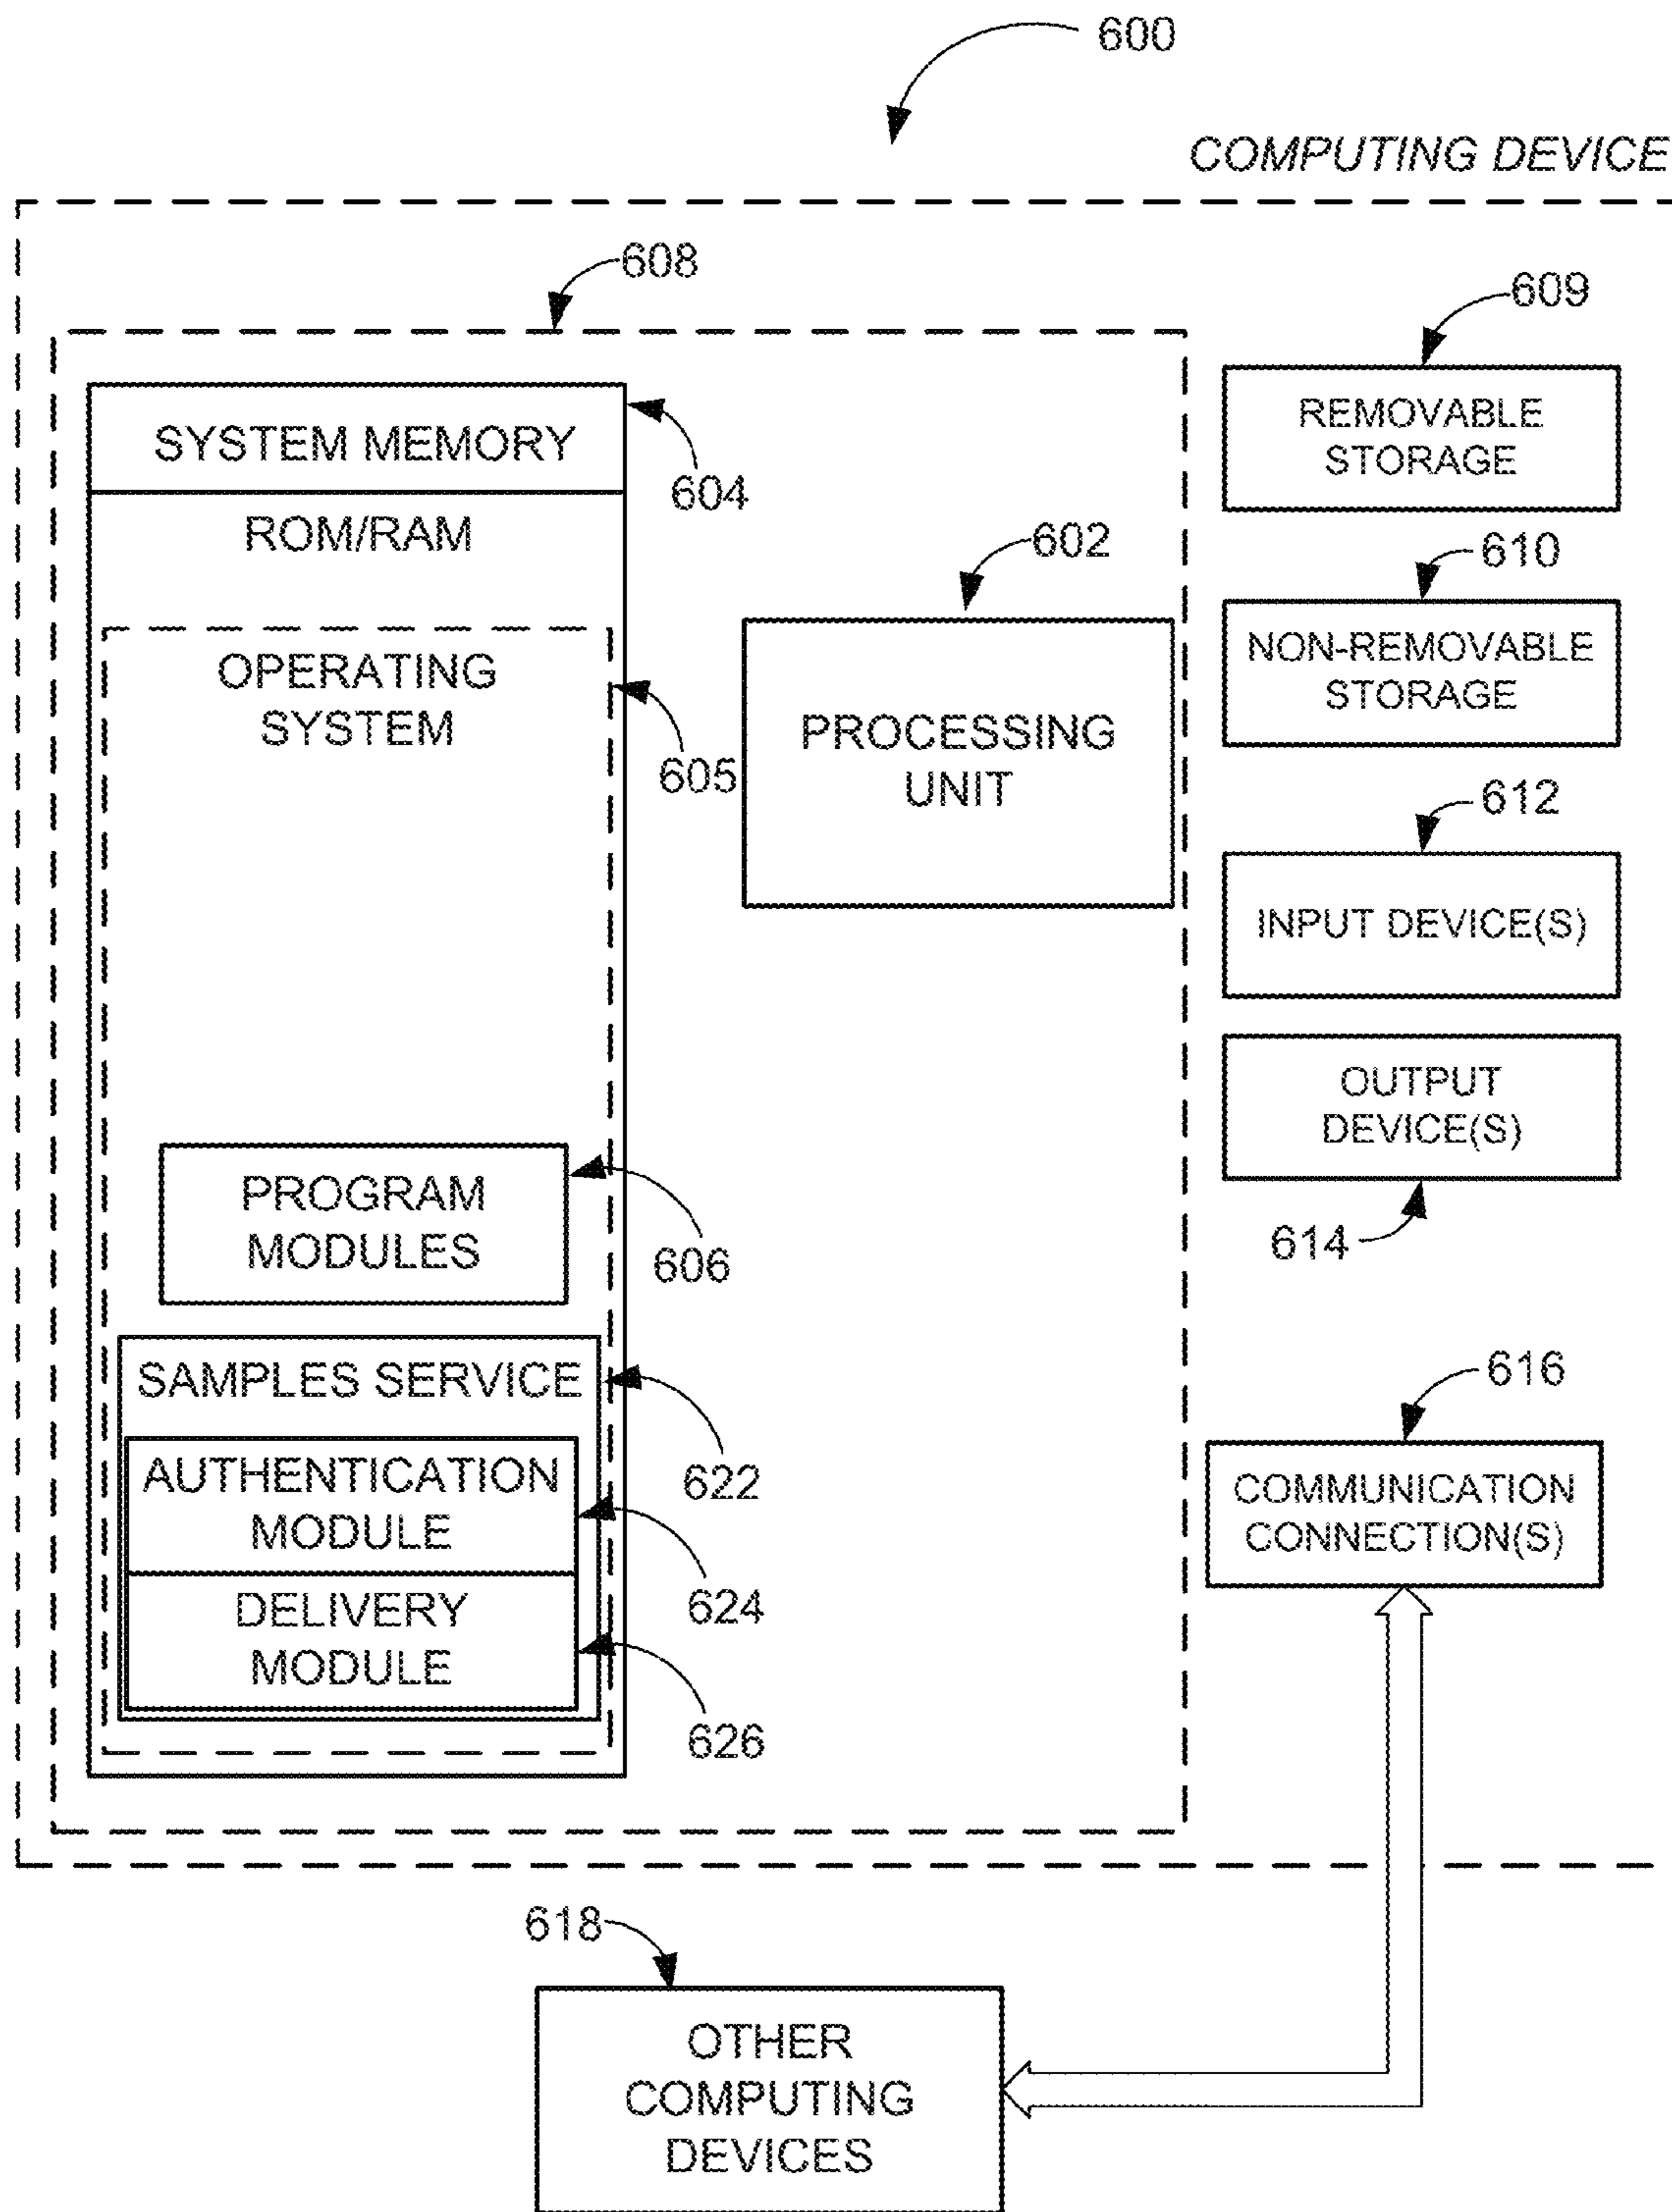 600
COMPUTING DEVICE
608
609
SYSTEM MEMORY
604
ROM/RAM
REMOVABLE
STORAGE
602
610
OPERATING
SYSTEM
605
PROCESSING
UNIT
NON-REMOVABLE
STORAGE
612
INPUT DEVICE(S)
OUTPUT
DEVICE(S)
614
PROGRAM
MODULES
606
SAMPLES SERVICE
622
616
AUTHENTICATION
MODULE
624
COMMUNICATION
CONNECTION(S)
DELIVERY
MODULE
626
618
OTHER
COMPUTING
DEVICES